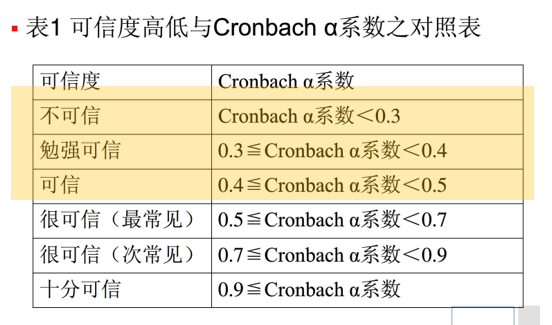 表1 可信度高低与Cronbach α系数之对照表
可信度 Cronbach α系数
不可信 Cronbach α系数＜0.3
勉强可信 0.3≦Cronbach α系数＜0.4
可信 0.4≦Cronbach α系数＜0.5
很可信（最常见） 0.5≦Cronbach α系数＜0.7
很可信（次常见） 0.7≦Cronbach α系数＜0.9
十分可信 0.9≦Cronbach α系数